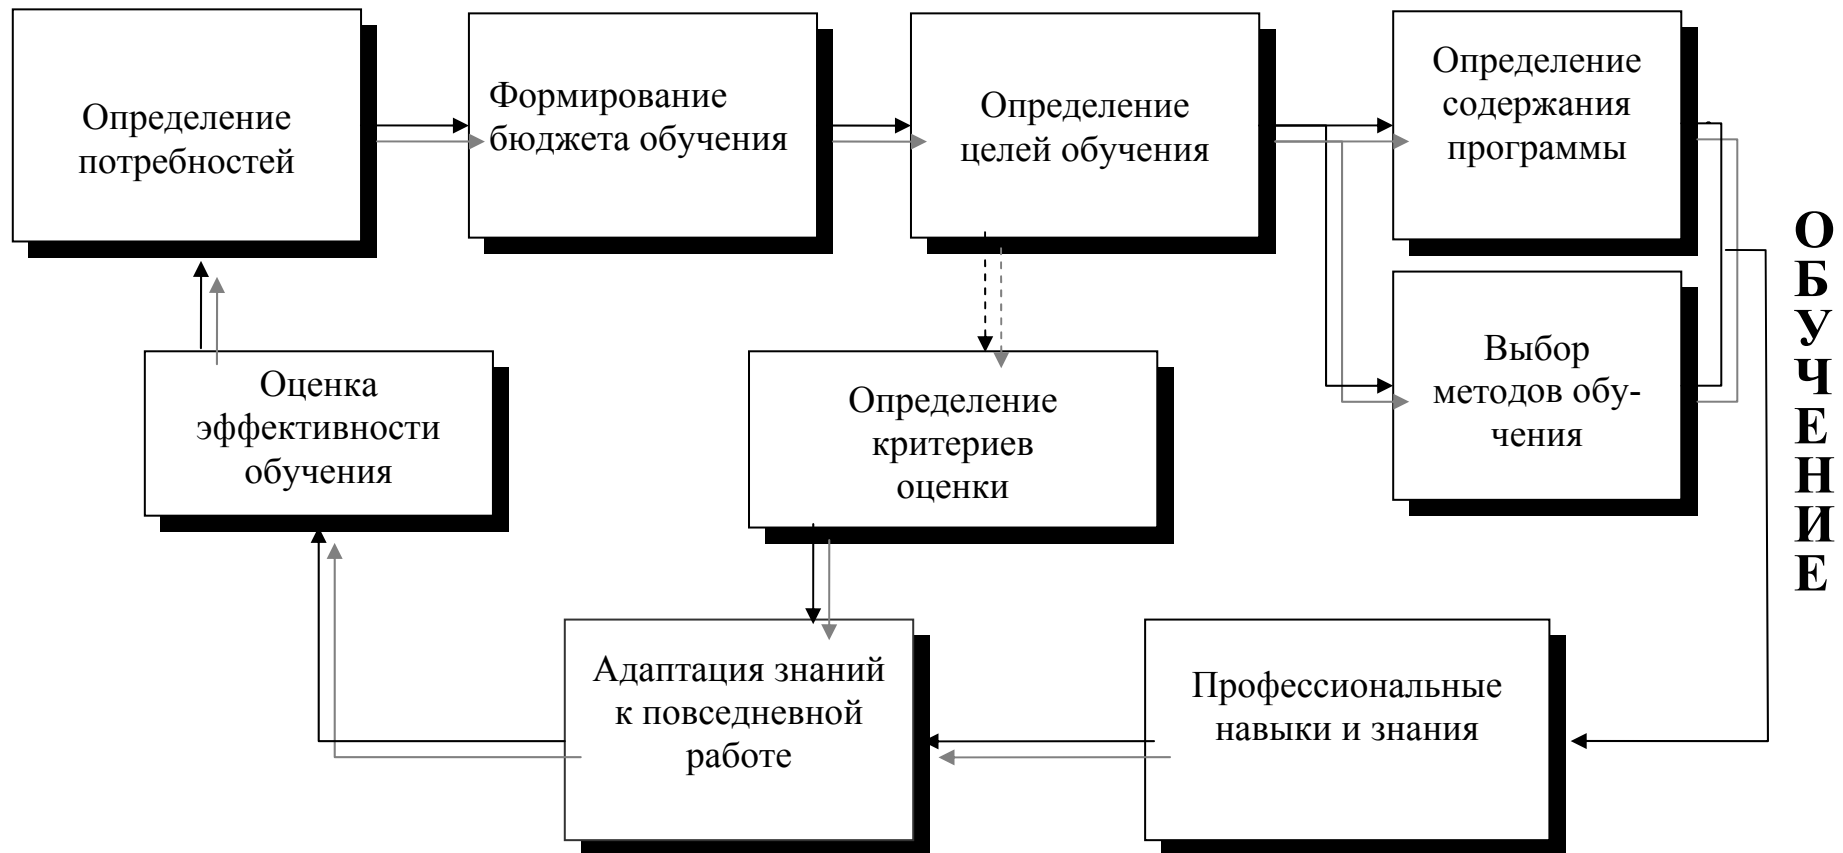 Определение
потребностей
Формирование
бюджета обучения
Определение
целей обучения
Определение
содержания
программы
Выбор
методов обу-
чения
ОБУЧЕНИЕ
Оценка
эффективности
обучения
Определение
критериев
оценки
Адаптация знаний
к повседневной
работе
Профессиональные
навыки и знания